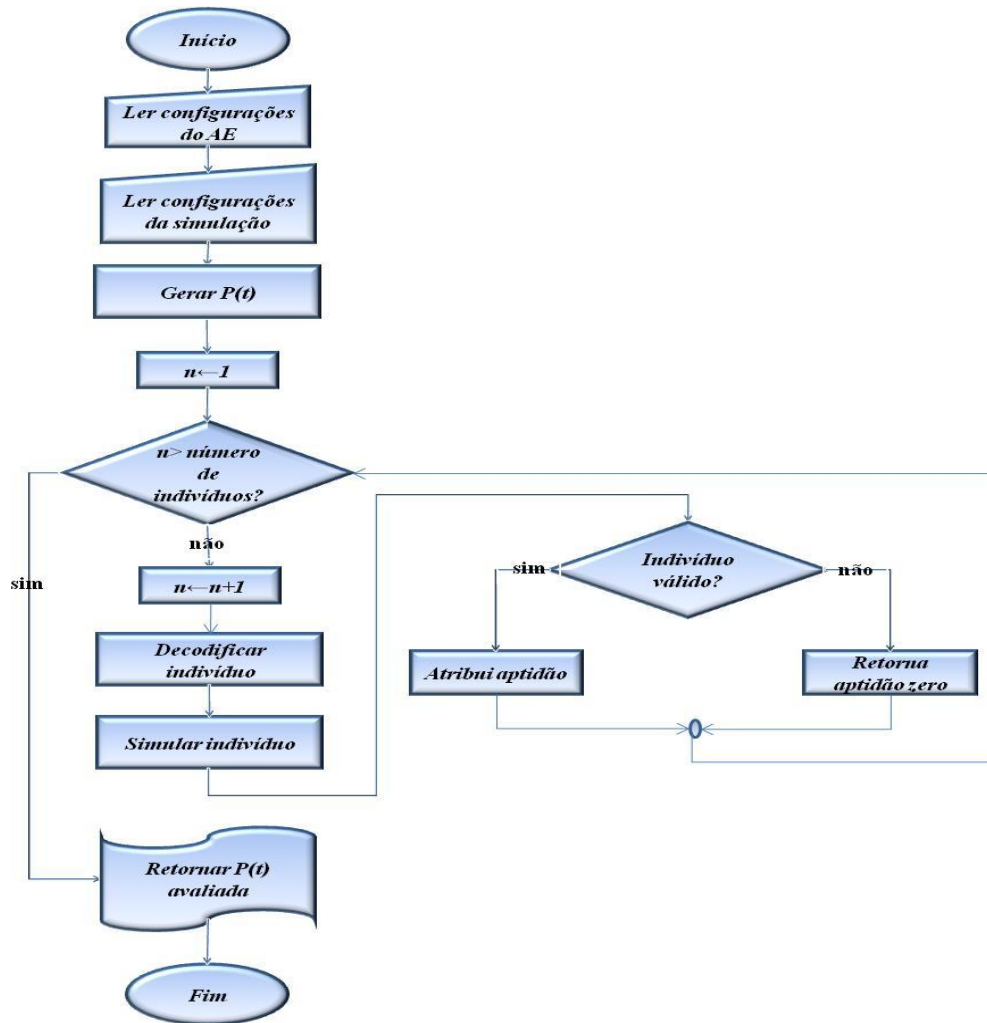 Início
Ler configurações
do AE
Ler configurações
da simulação
Gerar P(t)
n←1
n> número
de
indivíduos?
não
sim
n←n+1
Decodificar
indivíduo
Simular indivíduo
Indivíduo
válido?
sim
não
Atribui aptidão
Retorna
aptidão zero
Retornar P(t)
avaliada
Fim